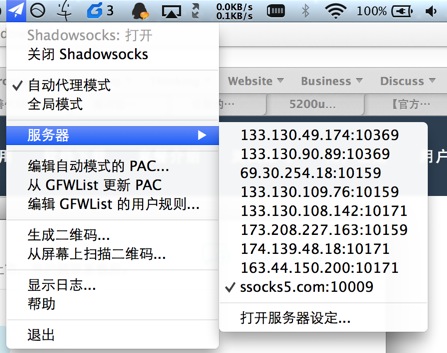 3
0.0KB/s
0.1KB/s
100%
Shadowsocks: 打开
关闭 Shadowsocks
自动代理模式
全局模式
服务器
编辑自动模式的 PAC...
从 GFWList 更新 PAC
编辑 GFWList 的用户规则...
生成二维码...
从屏幕上扫描二维码...
显示日志...
帮助
退出
Website
Business
Discuss
5200u...
【官方...
133.130.49.174:10369
133.130.90.89:10369
69.30.254.18:10159
133.130.109.76:10159
133.130.108.142:10171
173.208.227.163:10159
174.139.48.18:10171
163.44.150.200:10171
ssocks5.com:10009
打开服务器设定...
用户